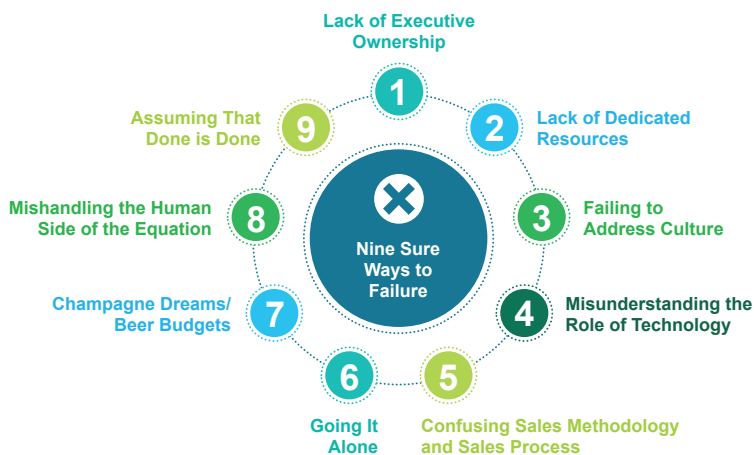 Lack of Executive
Ownership
1
2
Lack of Dedicated
Resources
3
Failing to
Address Culture
4
Misunderstanding the
Role of Technology
5
Confusing Sales Methodology
and Sales Process
6
Going It
Alone
7
Champagne Dreams/
Beer Budgets
8
Mishandling the Human
Side of the Equation
9
Assuming That
Done is Done
Nine Sure
Ways to
Failure